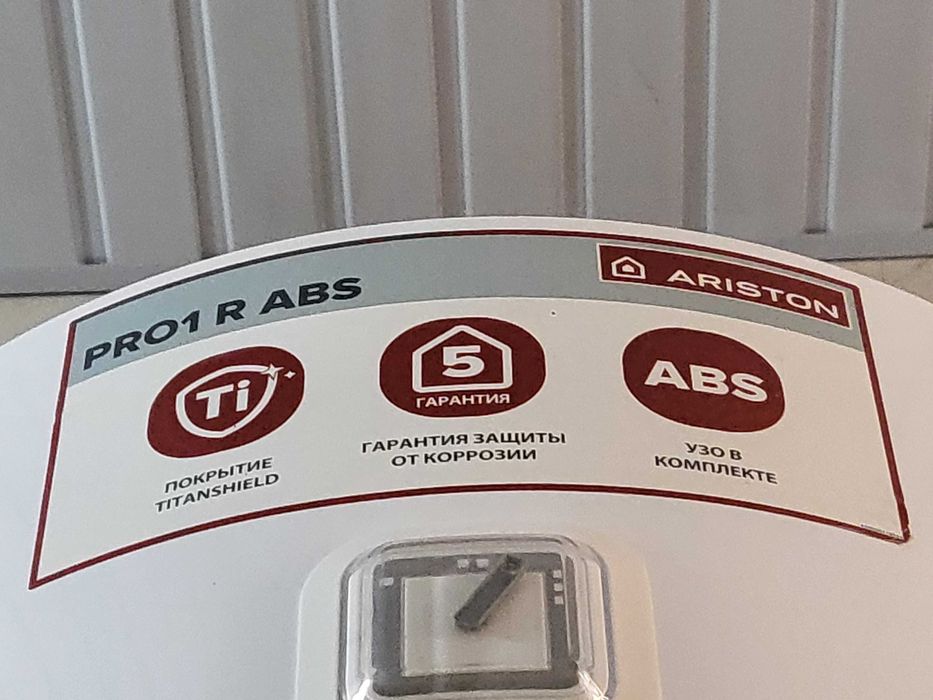 PRO1 R ABS
ARISTON
Ti
5
ГАРАНТИЯ
ABS
ПОКРЫТИЕ
TITANSHIELD
ГАРАНТИЯ ЗАЩИТЫ
ОТ КОРРОЗИИ
УЗО В
КОМПЛЕКТЕ